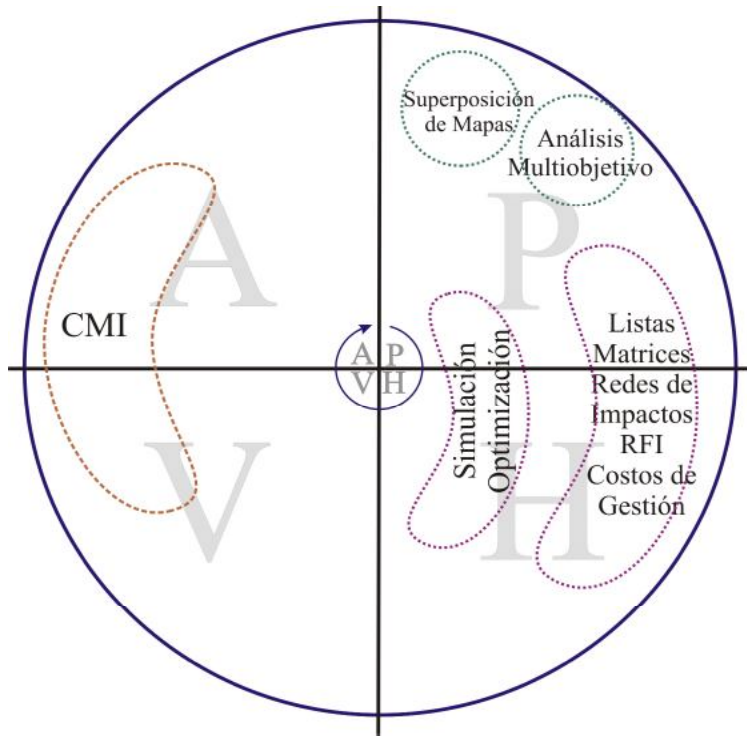 Superposición
de Mapas
Análisis
Multiobjetivo
A
P
CMI
A P
V H
Simulación
Optimización
Listas
Matrices
Redes de
Impactos
RFI
Costos de
Gestión
V
H